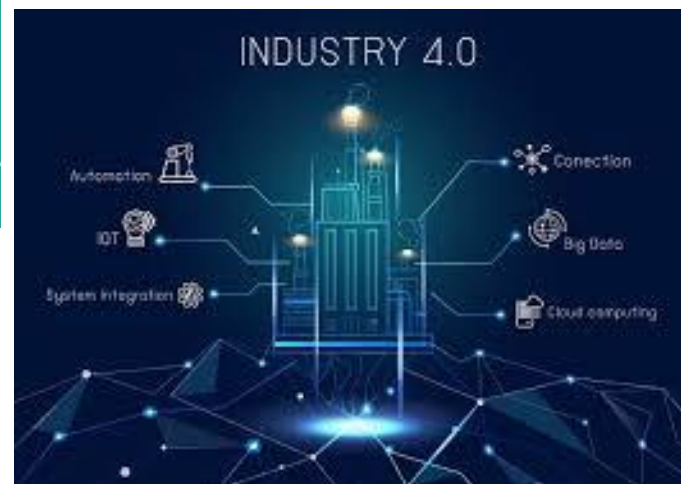 INDUSTRY 4.0
Automation
Conection
IOT
Big Data
System Integration
Cloud computing